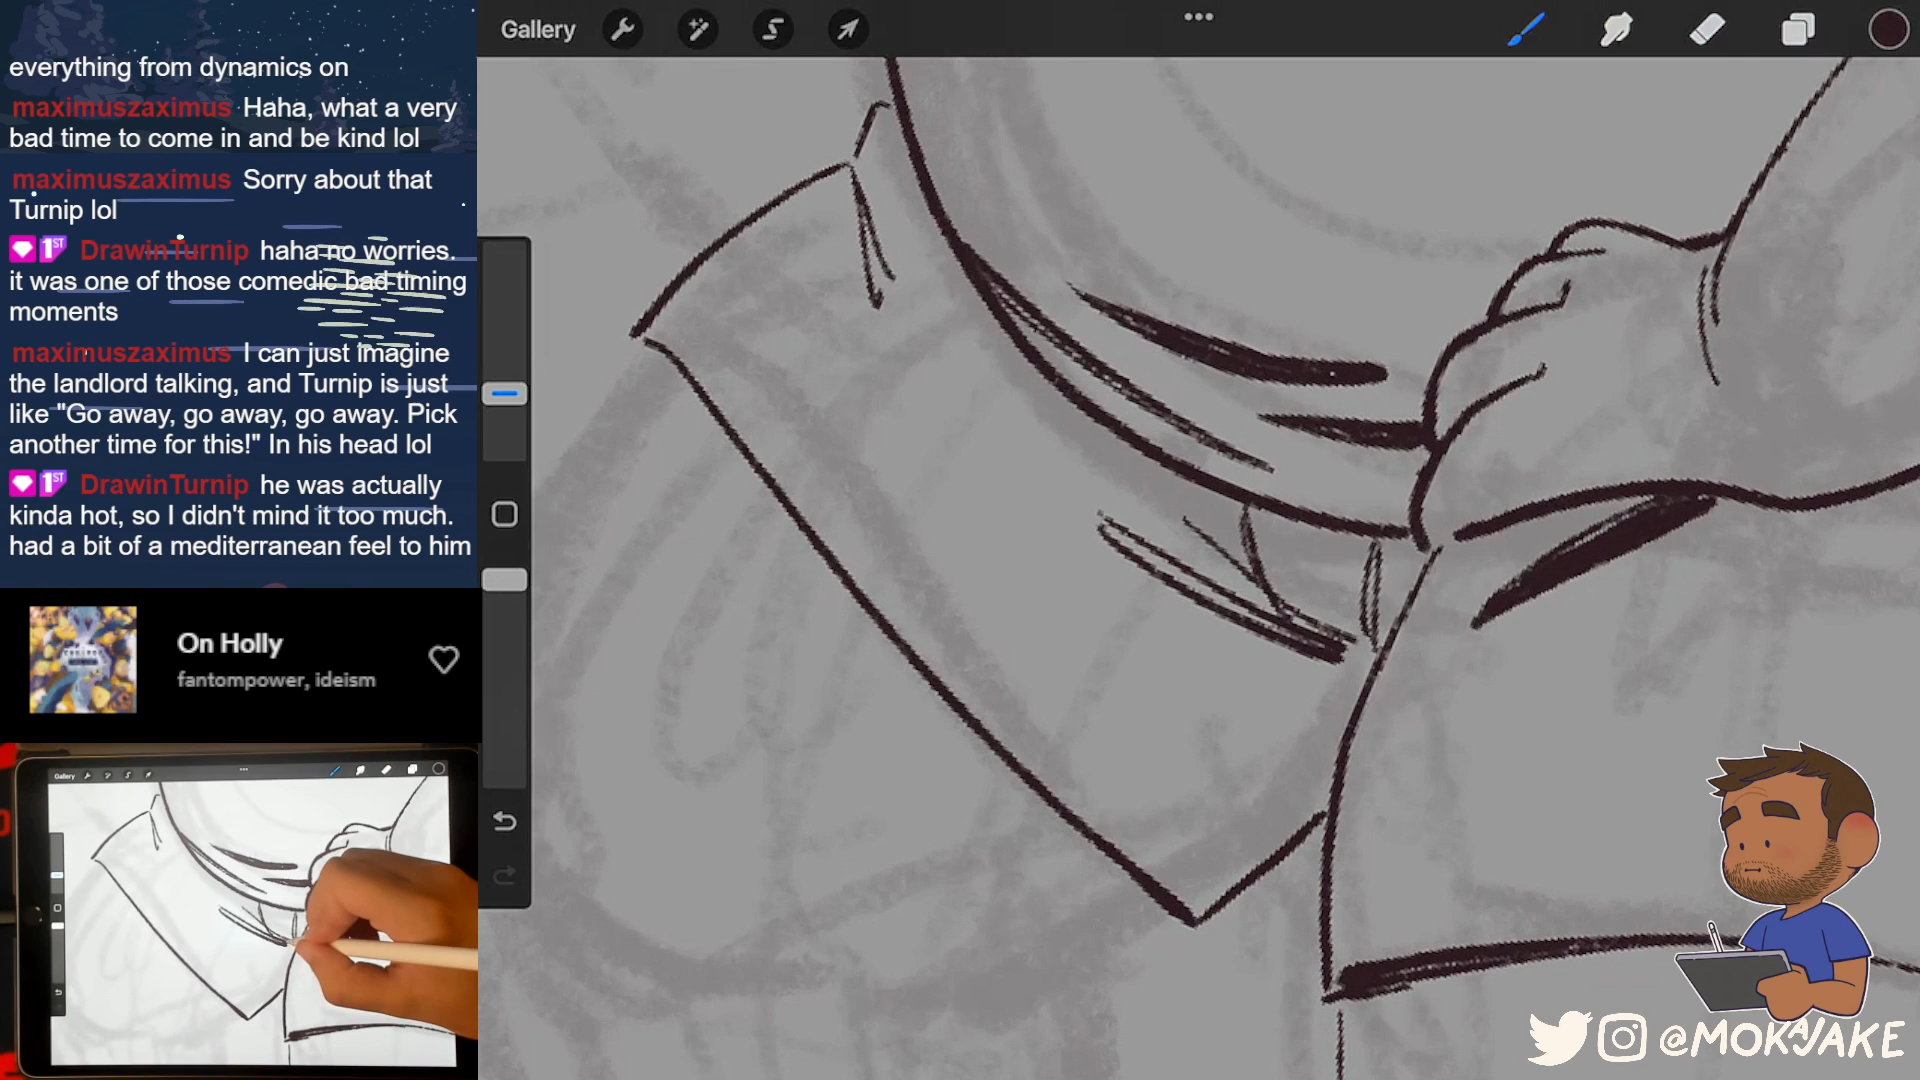 everything from dynamics on
maximuszaximus Haha, what a very
bad time to come in and be kind lol
maximuszaximus Sorry about that
Turnip lol
1ST DrawinTurnip haha no worries.
it was one of those comedic bad timing
moments
maximuszaximus I can just imagine
the landlord talking, and Turnip is just
like "Go away, go away, go away. Pick
another time for this!" In his head lol
1ST DrawinTurnip he was actually
kinda hot, so I didn't mind it too much.
had a bit of a mediterranean feel to him
On Holly
fantompower, ideism
Gallery
Gallery
@MOKAJAKE